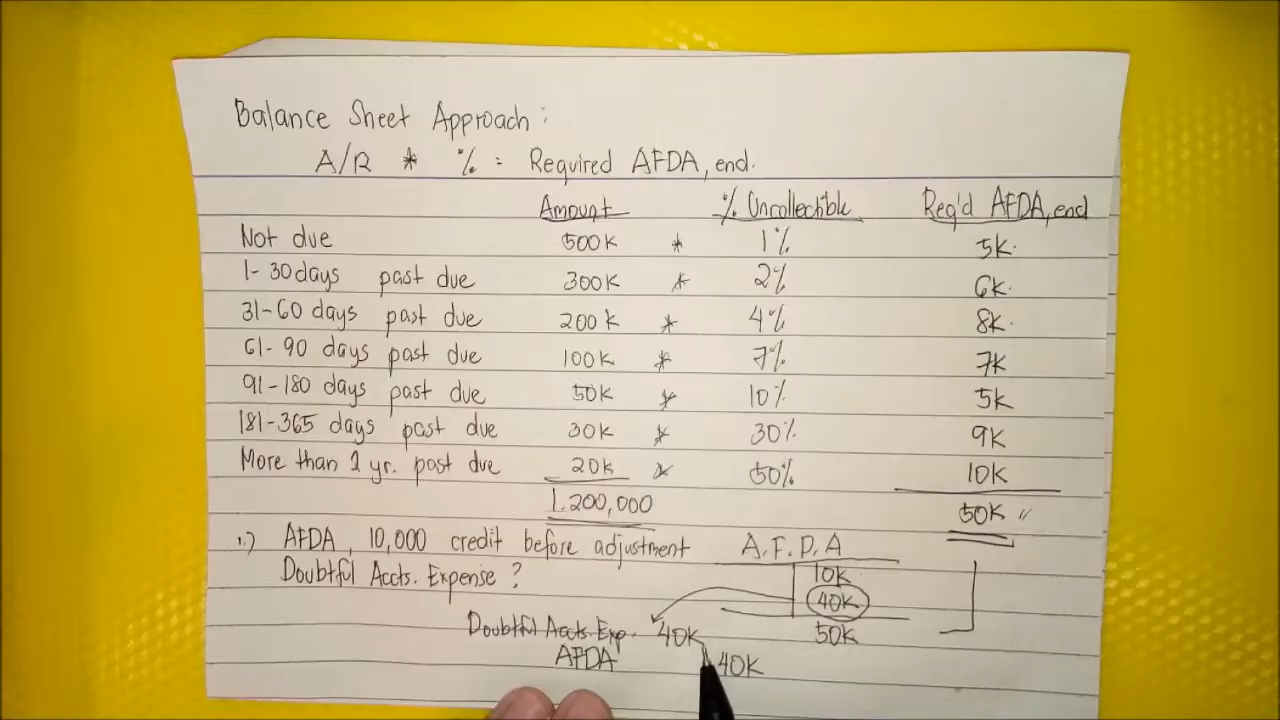 Balance Sheet Approach :
A/R * % = Required AFDA, end.
Amount % Uncollectible Req'd AFDA, end
Not due 500K * 1% 5K.
1-30 days past due 300K * 2% 6K.
31-60 days past due 200K * 4% 8K.
61-90 days past due 100K * 7% 7K
91-180 days past due 50K * 10% 5K
181-365 days past due 30K * 30% 9K
More than 1 yr. past due 20K * 50% 10K
1,200,000 50K "
1.) AFDA, 10,000 credit before adjustment A.F.D.A
Doubtful Accts. Expense ? 10K
40K
Doubtful Accts. Exp. 40K 50K
AFDA 40K